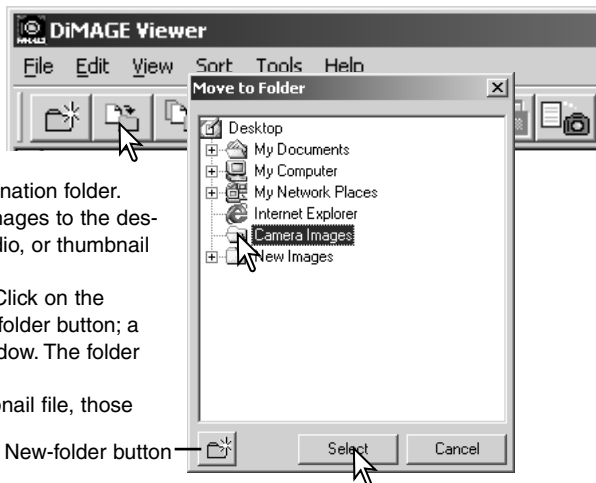 DiMAGE Viewer
File Edit View Sort Tools Help
Move to Folder
Desktop
My Documents
My Computer
My Network Places
Internet Explorer
Camera Images
New Images
nation folder.
nages to the des-
dio, or thumbnail
Click on the
folder button; a
dow. The folder
nail file, those
New-folder button
Select
Cancel